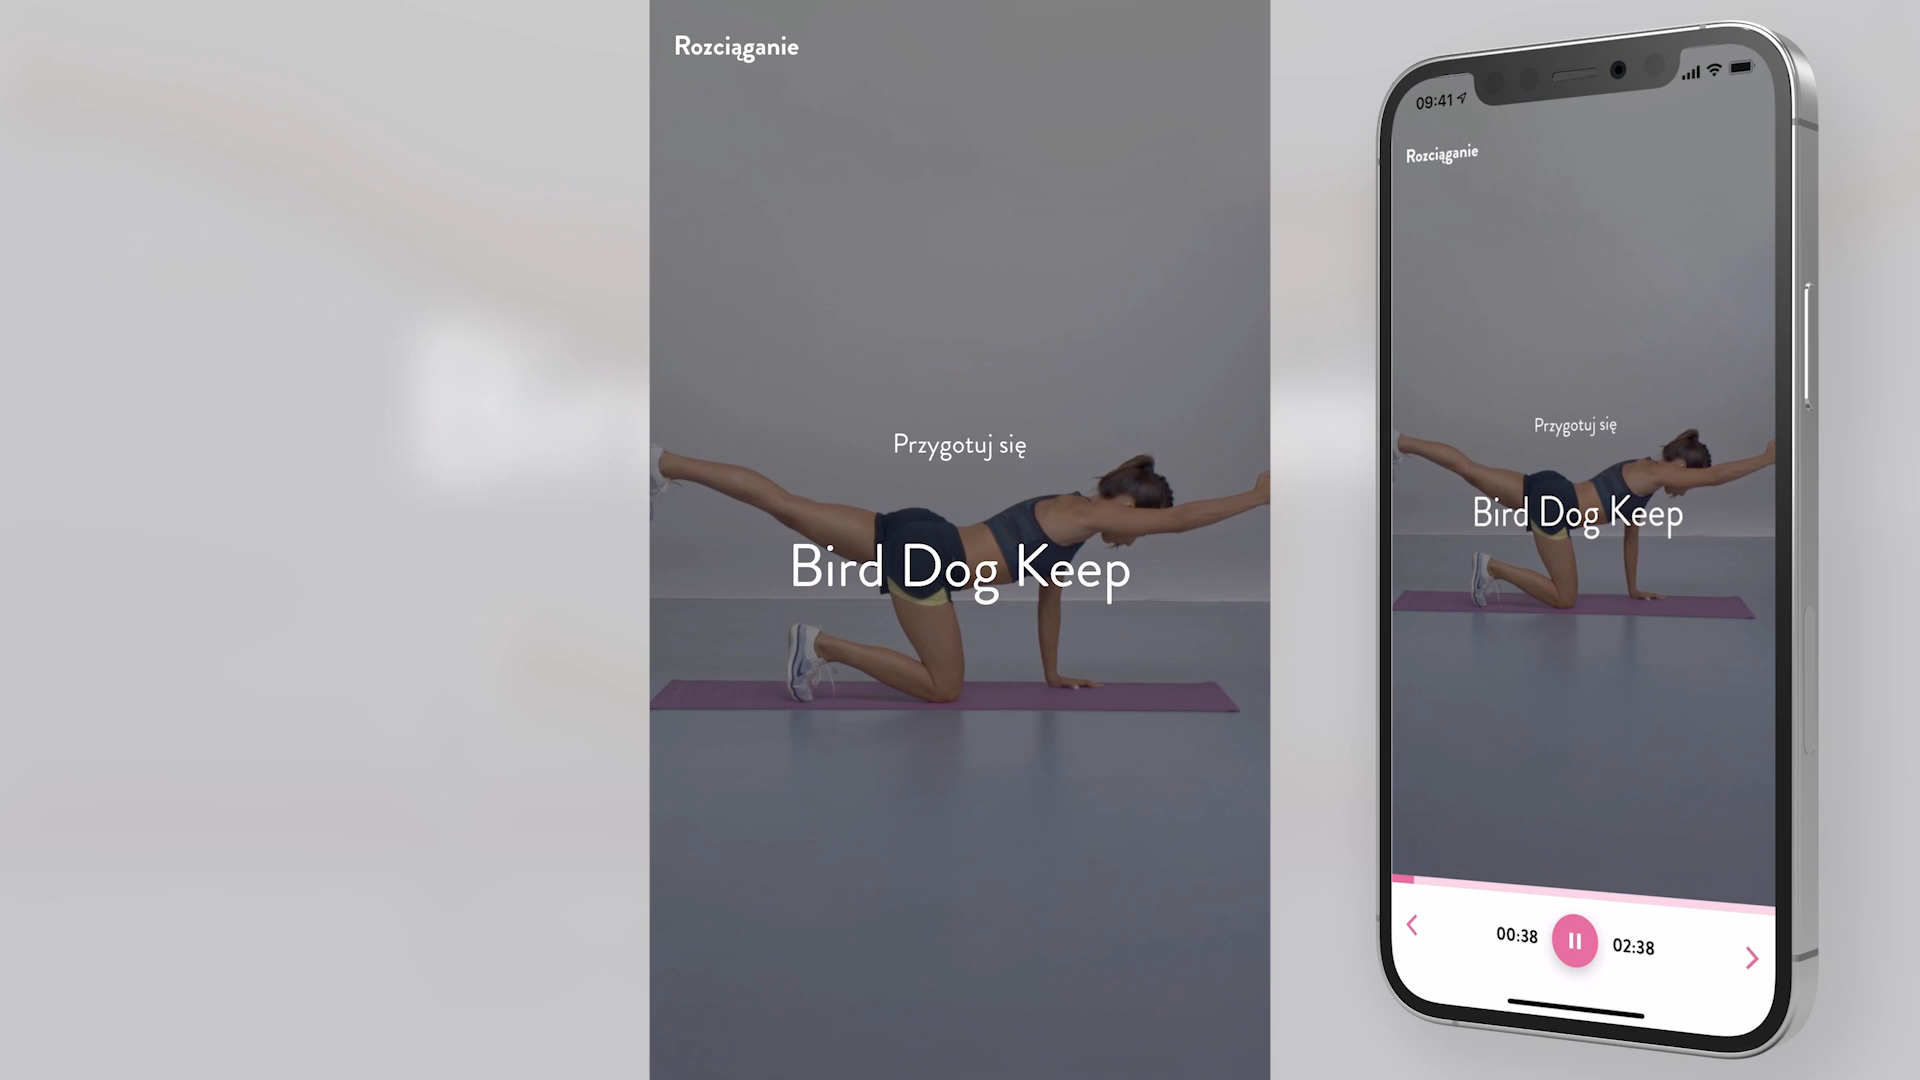 Rozciąganie
Przygotuj się
Bird Dog Keep
09:41
Rozciąganie
Przygotuj się
Bird Dog Keep
00:38
02:38